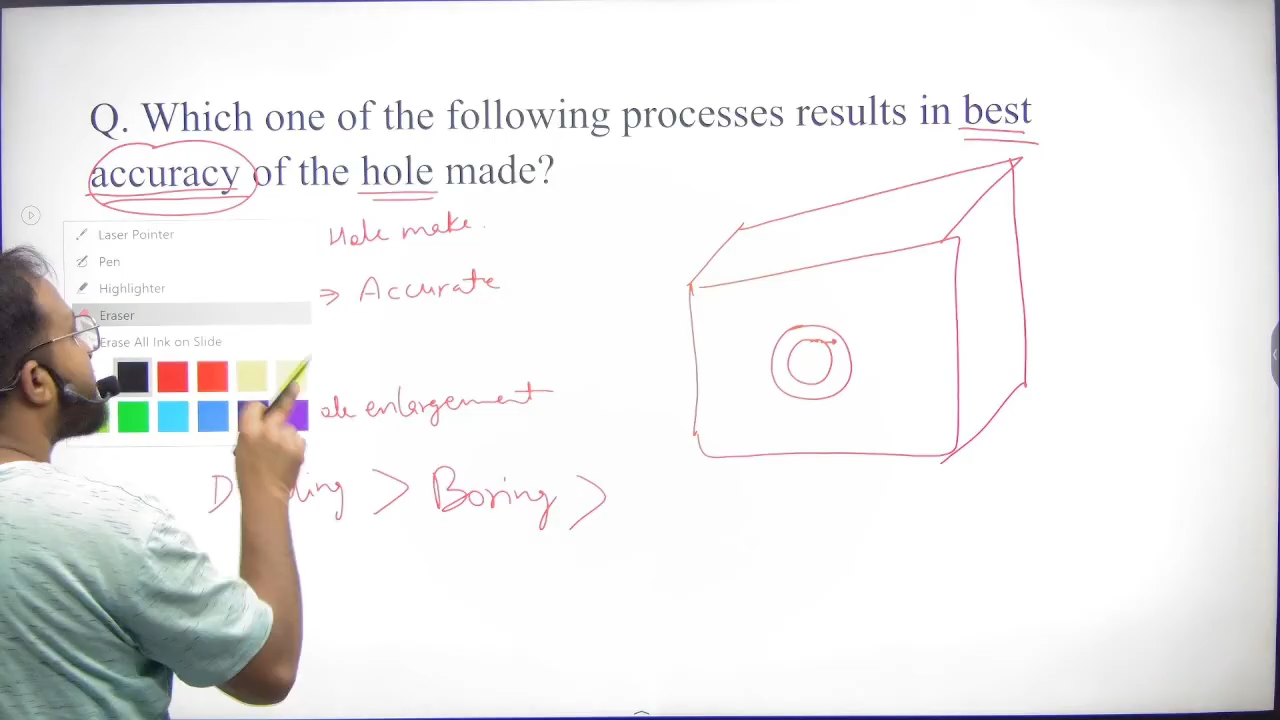 Q. Which one of the following processes results in best
accuracy of the hole made?
Laser Pointer
Pen
Highlighter
Eraser
Erase All Ink on Slide
Hole make.
⇒ Accurate
enlargement
> Boring >